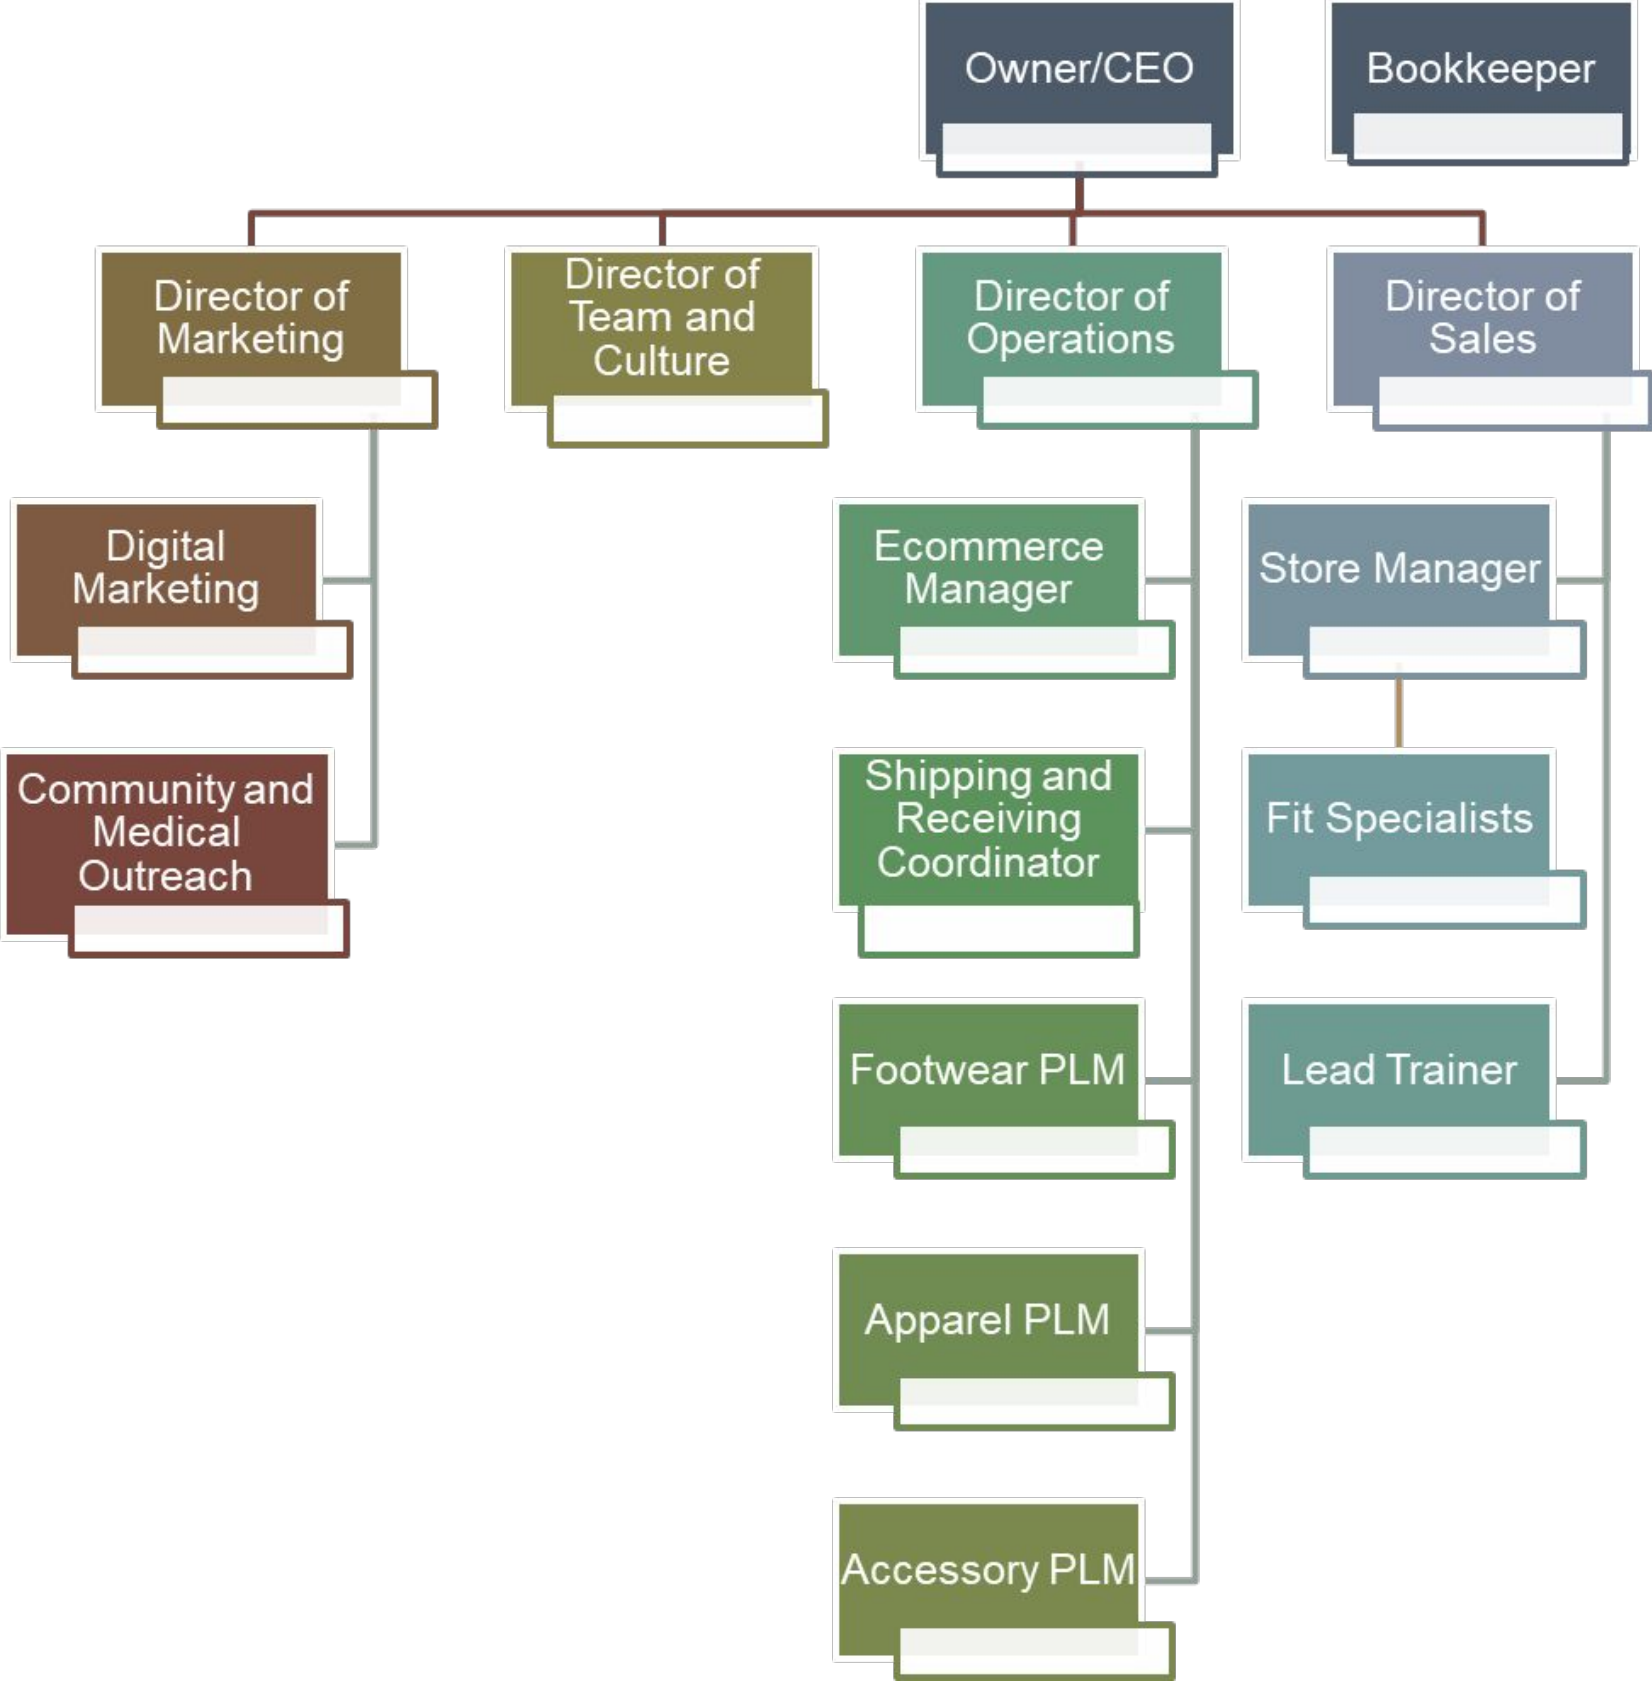 Owner/CEO
Bookkeeper
Director of
Marketing
Director of
Team and
Culture
Director of
Operations
Director of
Sales
Digital
Marketing
Ecommerce
Manager
Store Manager
Community and
Medical
Outreach
Shipping and
Receiving
Coordinator
Fit Specialists
Footwear PLM
Lead Trainer
Apparel PLM
Accessory PLM